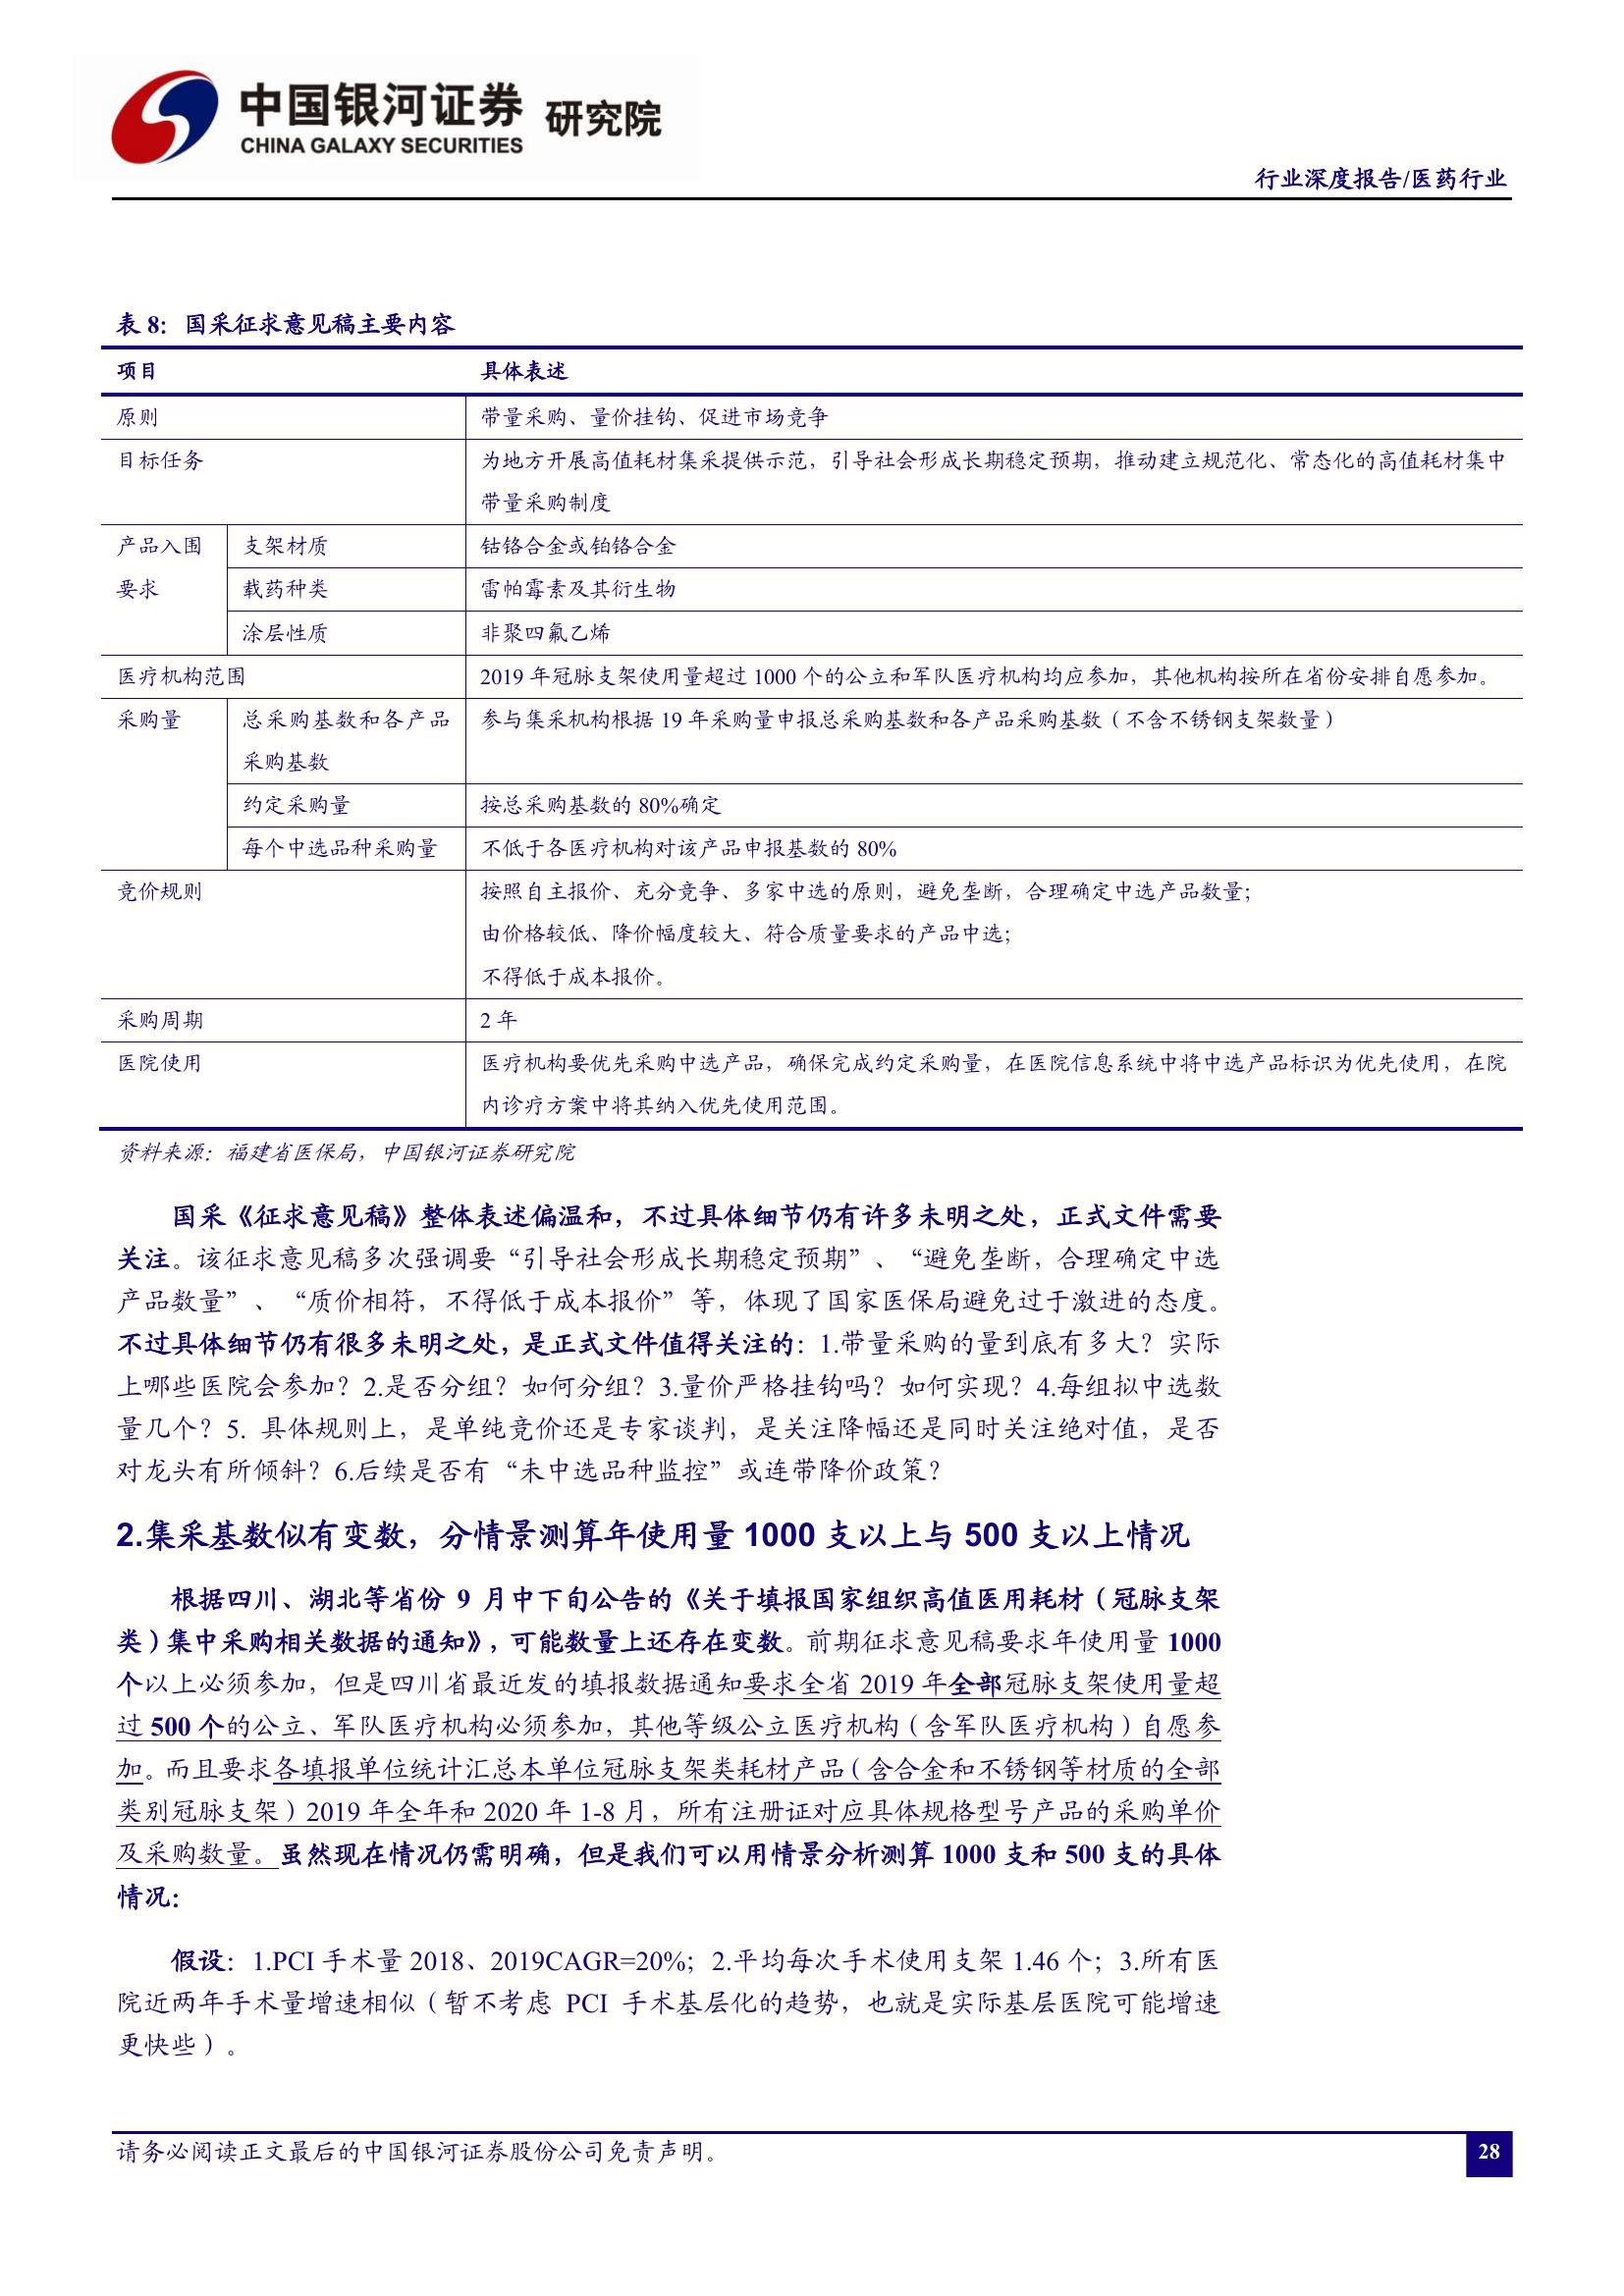 中国银河证券 研究院
CHINA GALAXY SECURITIES
行业深度报告/医药行业
表 8：国采征求意见稿主要内容
项目 具体表述
原则 带量采购、量价挂钩、促进市场竞争
目标任务 为地方开展高值耗材集采提供示范，引导社会形成长期稳定预期，推动建立规范化、常态化的高值耗材集中
带量采购制度
产品入围 支架材质 钴铬合金或铂铬合金
要求 载药种类 雷帕霉素及其衍生物
涂层性质 非聚四氟乙烯
医疗机构范围 2019 年冠脉支架使用量超过 1000 个的公立和军队医疗机构均应参加，其他机构按所在省份安排自愿参加。
采购量 总采购基数和各产品 参与集采机构根据 19 年采购量申报总采购基数和各产品采购基数（不含不锈钢支架数量）
采购基数
约定采购量 按总采购基数的 80%确定
每个中选品种采购量 不低于各医疗机构对该产品申报基数的 80%
竞价规则 按照自主报价、充分竞争、多家中选的原则，避免垄断，合理确定中选产品数量；
由价格较低、降价幅度较大、符合质量要求的产品中选；
不得低于成本报价。
采购周期 2 年
医院使用 医疗机构要优先采购中选产品，确保完成约定采购量，在医院信息系统中将中选产品标识为优先使用，在院
内诊疗方案中将其纳入优先使用范围。
资料来源：福建省医保局，中国银河证券研究院
国采《征求意见稿》整体表述偏温和，不过具体细节仍有许多未明之处，正式文件需要
关注。该征求意见稿多次强调要“引导社会形成长期稳定预期”、“避免垄断，合理确定中选
产品数量”、“质价相符，不得低于成本报价”等，体现了国家医保局避免过于激进的态度。
不过具体细节仍有很多未明之处，是正式文件值得关注的：1.带量采购的量到底有多大？实际
上哪些医院会参加？2.是否分组？如何分组？3.量价严格挂钩吗？如何实现？4.每组拟中选数
量几个？5. 具体规则上，是单纯竞价还是专家谈判，是关注降幅还是同时关注绝对值，是否
对龙头有所倾斜？6.后续是否有“未中选品种监控”或连带降价政策？
2.集采基数似有变数，分情景测算年使用量 1000 支以上与 500 支以上情况
根据四川、湖北等省份 9 月中下旬公告的《关于填报国家组织高值医用耗材（冠脉支架
类）集中采购相关数据的通知》，可能数量上还存在变数。前期征求意见稿要求年使用量 1000
个以上必须参加，但是四川省最近发的填报数据通知要求全省 2019 年全部冠脉支架使用量超
过 500 个的公立、军队医疗机构必须参加，其他等级公立医疗机构（含军队医疗机构）自愿参
加。而且要求各填报单位统计汇总本单位冠脉支架类耗材产品（含合金和不锈钢等材质的全部
类别冠脉支架）2019 年全年和 2020 年 1-8 月，所有注册证对应具体规格型号产品的采购单价
及采购数量。虽然现在情况仍需明确，但是我们可以用情景分析测算 1000 支和 500 支的具体
情况：
假设：1.PCI 手术量 2018、2019CAGR=20%；2.平均每次手术使用支架 1.46 个；3.所有医
院近两年手术量增速相似（暂不考虑 PCI 手术基层化的趋势，也就是实际基层医院可能增速
更快些）。
请务必阅读正文最后的中国银河证券股份公司免责声明。
28